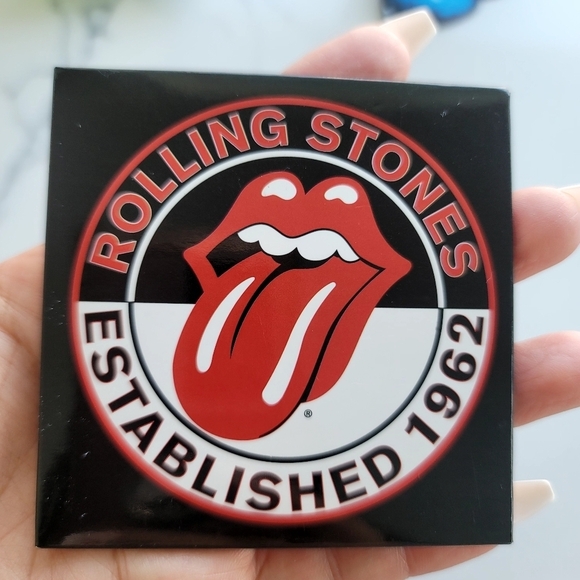 ROLLING STONES
ESTABLISHED 1962
®